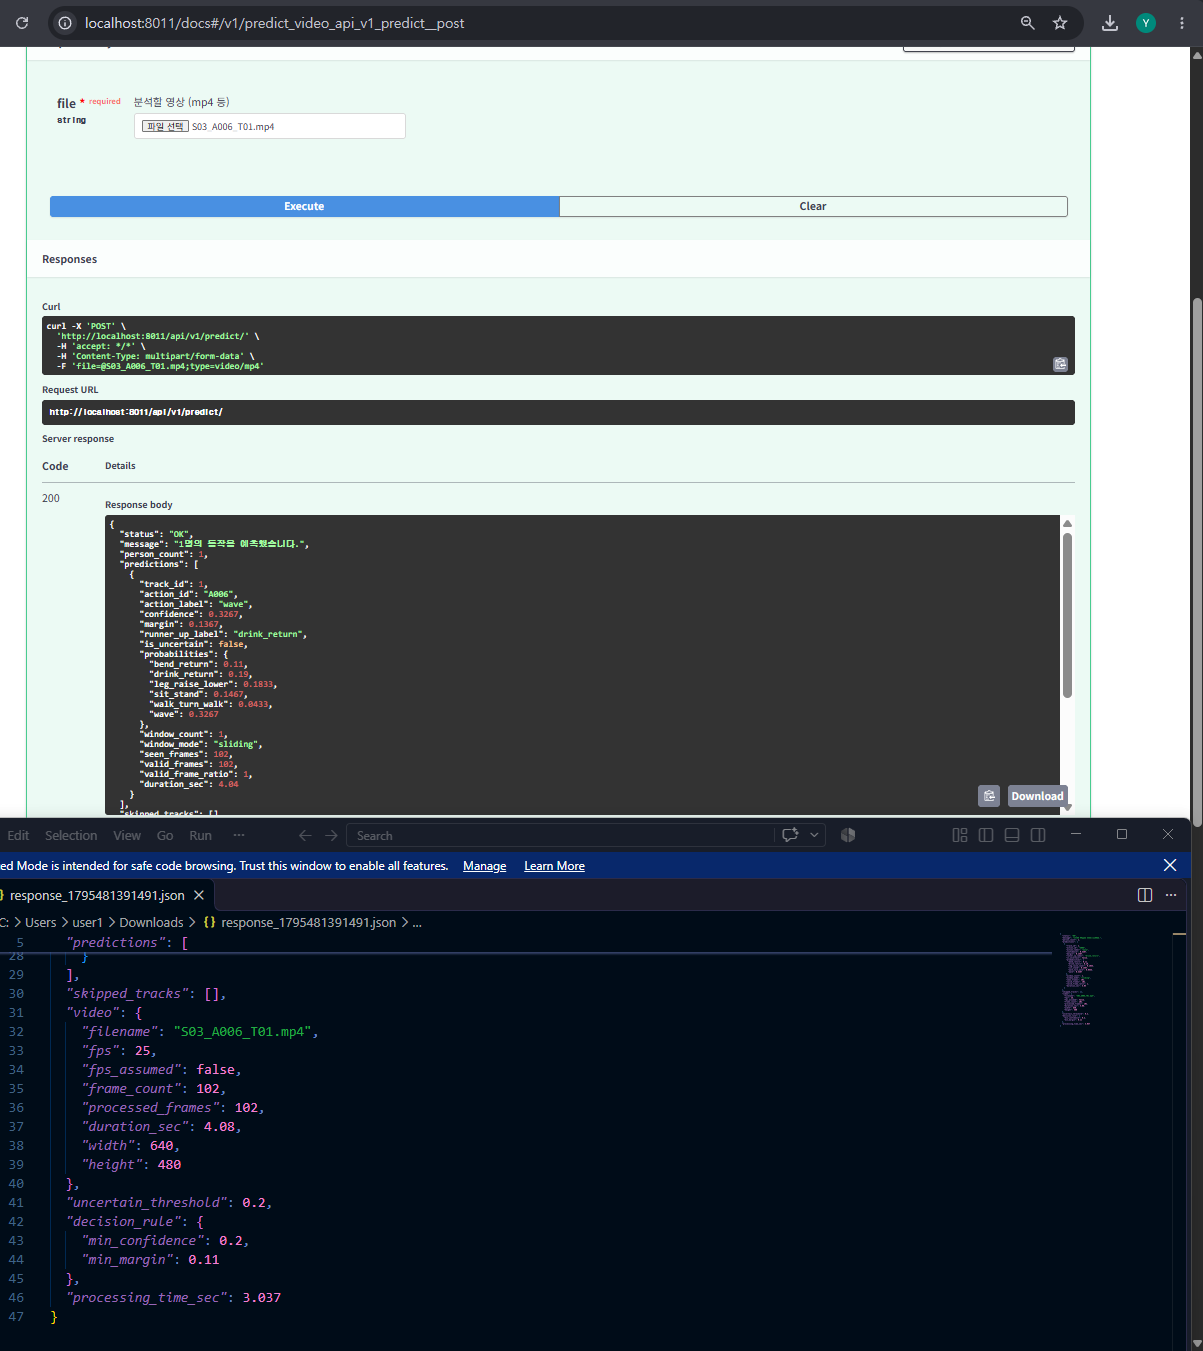 localhost:8011/docs#/v1/predict_video_api_v1_predict__post
Y
file * required
string
분석할 영상 (mp4 등)
파일 선택 S03_A006_T01.mp4
Execute
Clear
Responses
Curl
curl -X 'POST' \
'http://localhost:8011/api/v1/predict/' \
-H 'accept: */*' \
-H 'Content-Type: multipart/form-data' \
-F 'file=@S03_A006_T01.mp4;type=video/mp4'
Request URL
http://localhost:8011/api/v1/predict/
Server response
Code Details
200
Response body
{
"status": "OK",
"message": "1명의 동작을 예측했습니다.",
"person_count": 1,
"predictions": [
{
"track_id": 1,
"action_id": "A006",
"action_label": "wave",
"confidence": 0.3267,
"margin": 0.1367,
"runner_up_label": "drink_return",
"is_uncertain": false,
"probabilities": {
"bend_return": 0.11,
"drink_return": 0.19,
"leg_raise_lower": 0.1833,
"sit_stand": 0.1467,
"walk_turn_walk": 0.0433,
"wave": 0.3267
},
"window_count": 1,
"window_mode": "sliding",
"seen_frames": 102,
"valid_frames": 102,
"valid_frame_ratio": 1,
"duration_sec": 4.04
}
],
"skipped_tracks": []
Download
Edit Selection View Go Run ··· Search
ed Mode is intended for safe code browsing. Trust this window to enable all features. Manage Learn More
response_1795481391491.json
C: > Users > user1 > Downloads > {} response_1795481391491.json > ...
5 "predictions": [
28 }
29 ],
30 "skipped_tracks": [],
31 "video": {
32 "filename": "S03_A006_T01.mp4",
33 "fps": 25,
34 "fps_assumed": false,
35 "frame_count": 102,
36 "processed_frames": 102,
37 "duration_sec": 4.08,
38 "width": 640,
39 "height": 480
40 },
41 "uncertain_threshold": 0.2,
42 "decision_rule": {
43 "min_confidence": 0.2,
44 "min_margin": 0.11
45 },
46 "processing_time_sec": 3.037
47 }